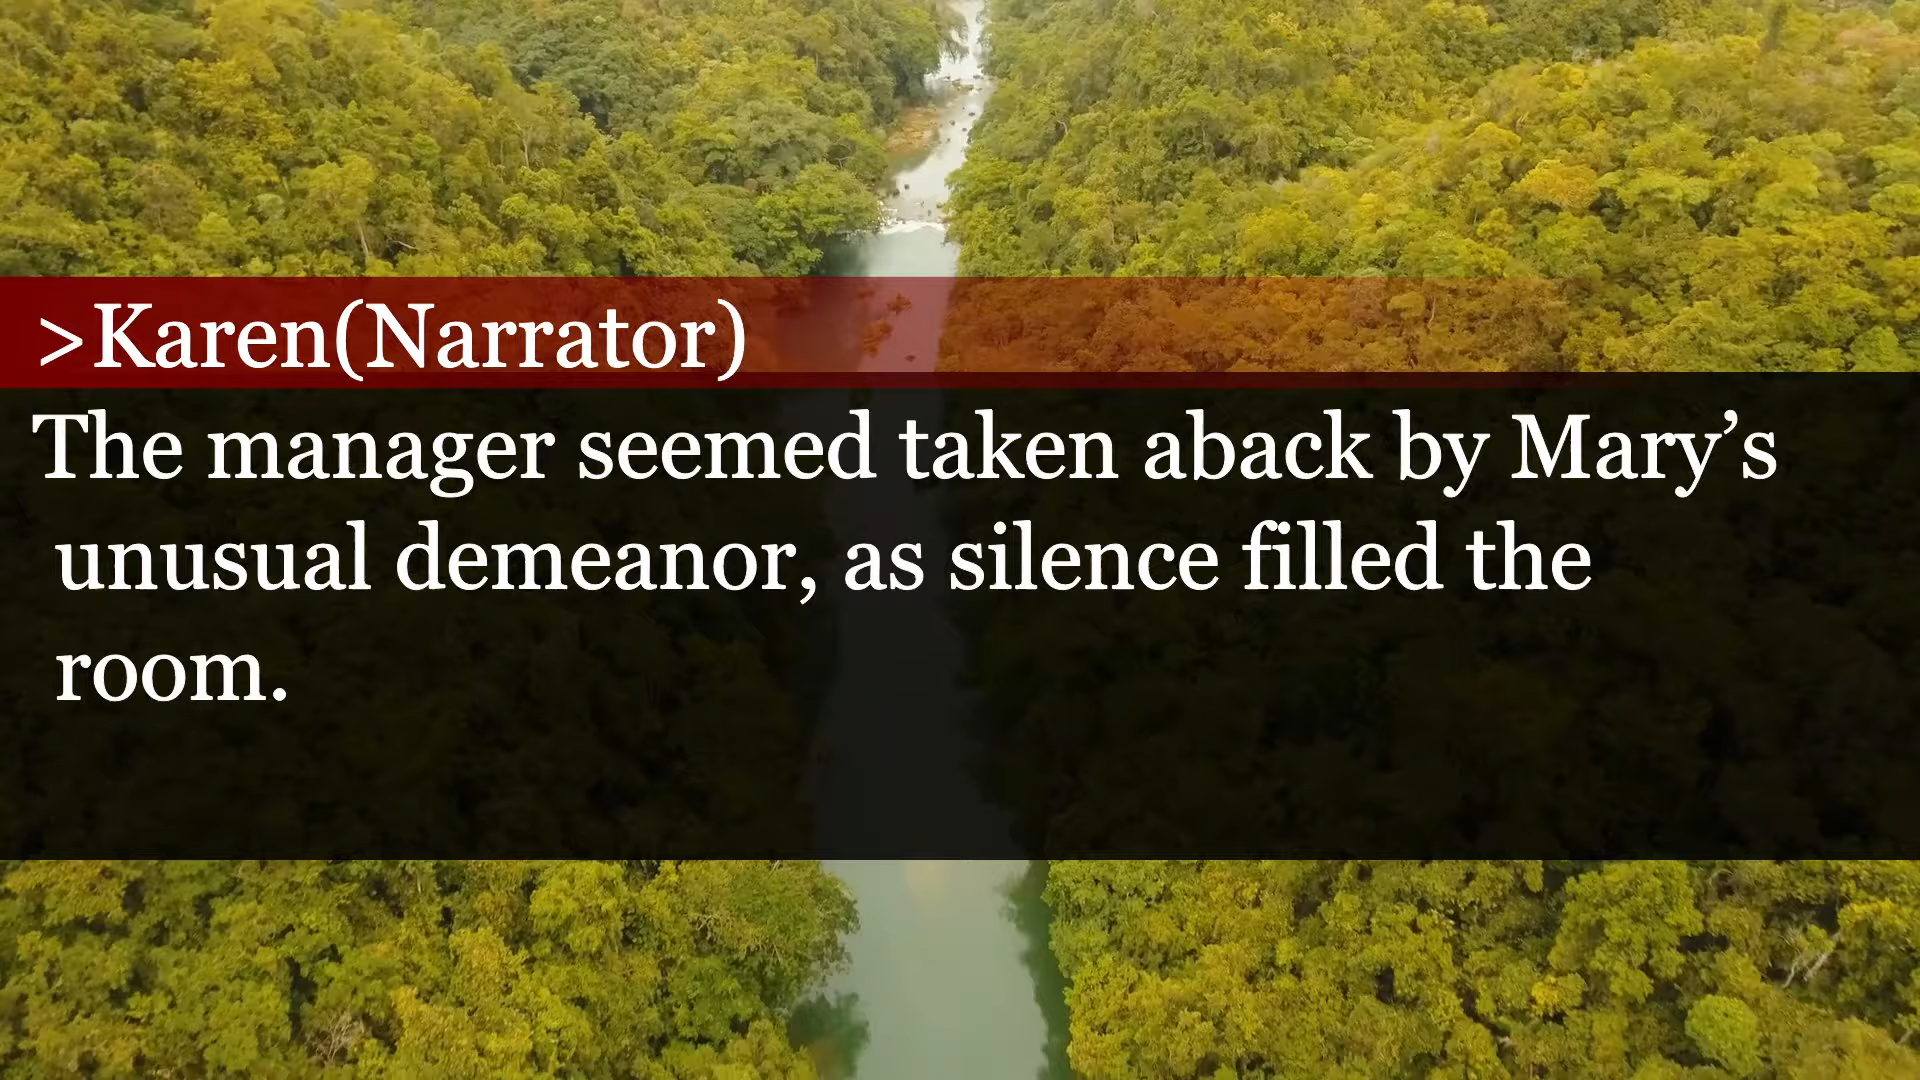 >Karen(Narrator)
The manager seemed taken aback by Mary’s
unusual demeanor, as silence filled the
room.